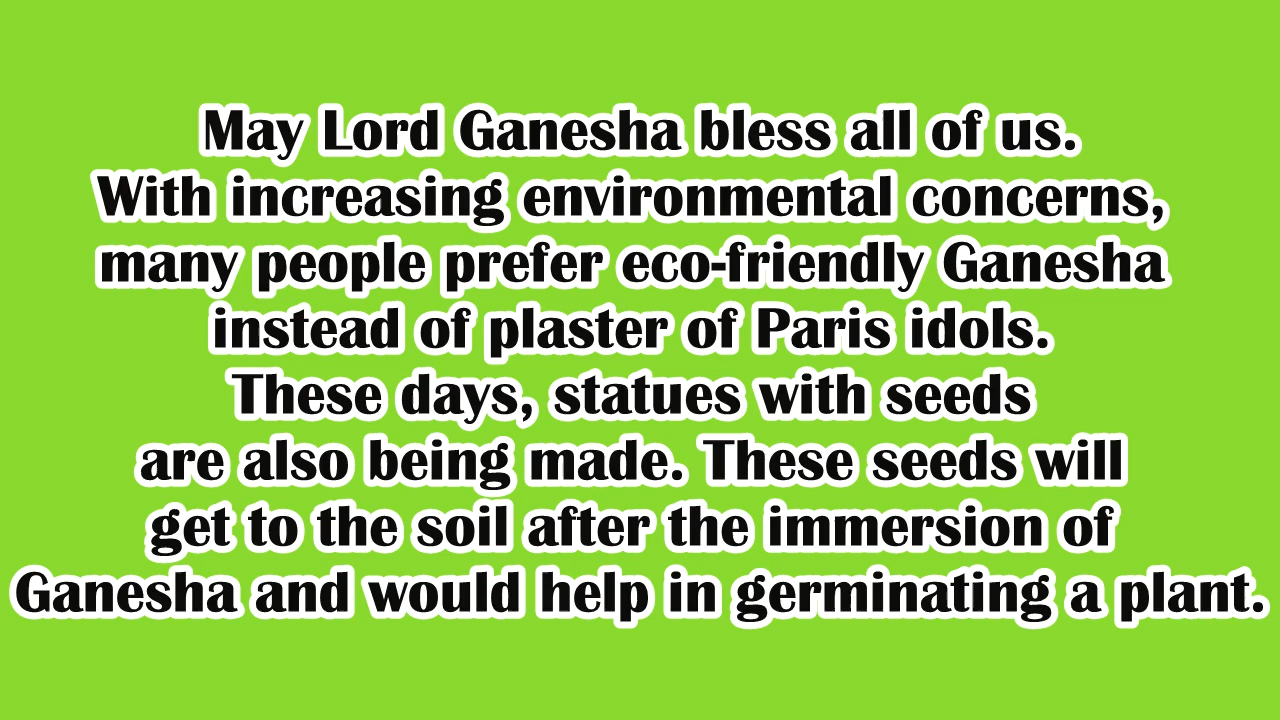 May Lord Ganesha bless all of us.
With increasing environmental concerns,
many people prefer eco-friendly Ganesha
instead of plaster of Paris idols.
These days, statues with seeds
are also being made. These seeds will
get to the soil after the immersion of
Ganesha and would help in germinating a plant.